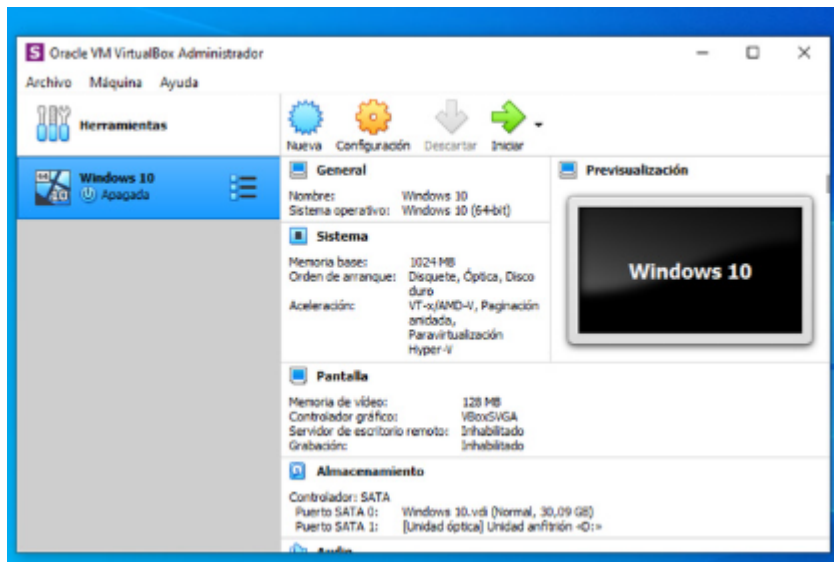 S Oracle VM VirtualBox Administrador
Archivo Máquina Ayuda
Herramientas
Nueva Configuración Descartar Iniciar
Windows 10
Apagada
General
Nombre: Windows 10
Sistema operativo: Windows 10 (64-bit)
Sistema
Memoria base: 1024 MB
Orden de arranque: Disquete, Óptica, Disco
duro
Aceleración: VT-x/AMD-V, Paginación
anidada,
Paravirtualización
Hyper-V
Previsualización
Windows 10
Pantalla
Memoria de vídeo: 128 MB
Controlador gráfico: VBoxSVGA
Servidor de escritorio remoto: Inhabilitado
Grabación: Inhabilitado
Almacenamiento
Controlador: SATA
Puerto SATA 0: Windows 10.vdi (Normal, 30,09 GB)
Puerto SATA 1: [Unidad óptica] Unidad anfitrión «D:»
Audio